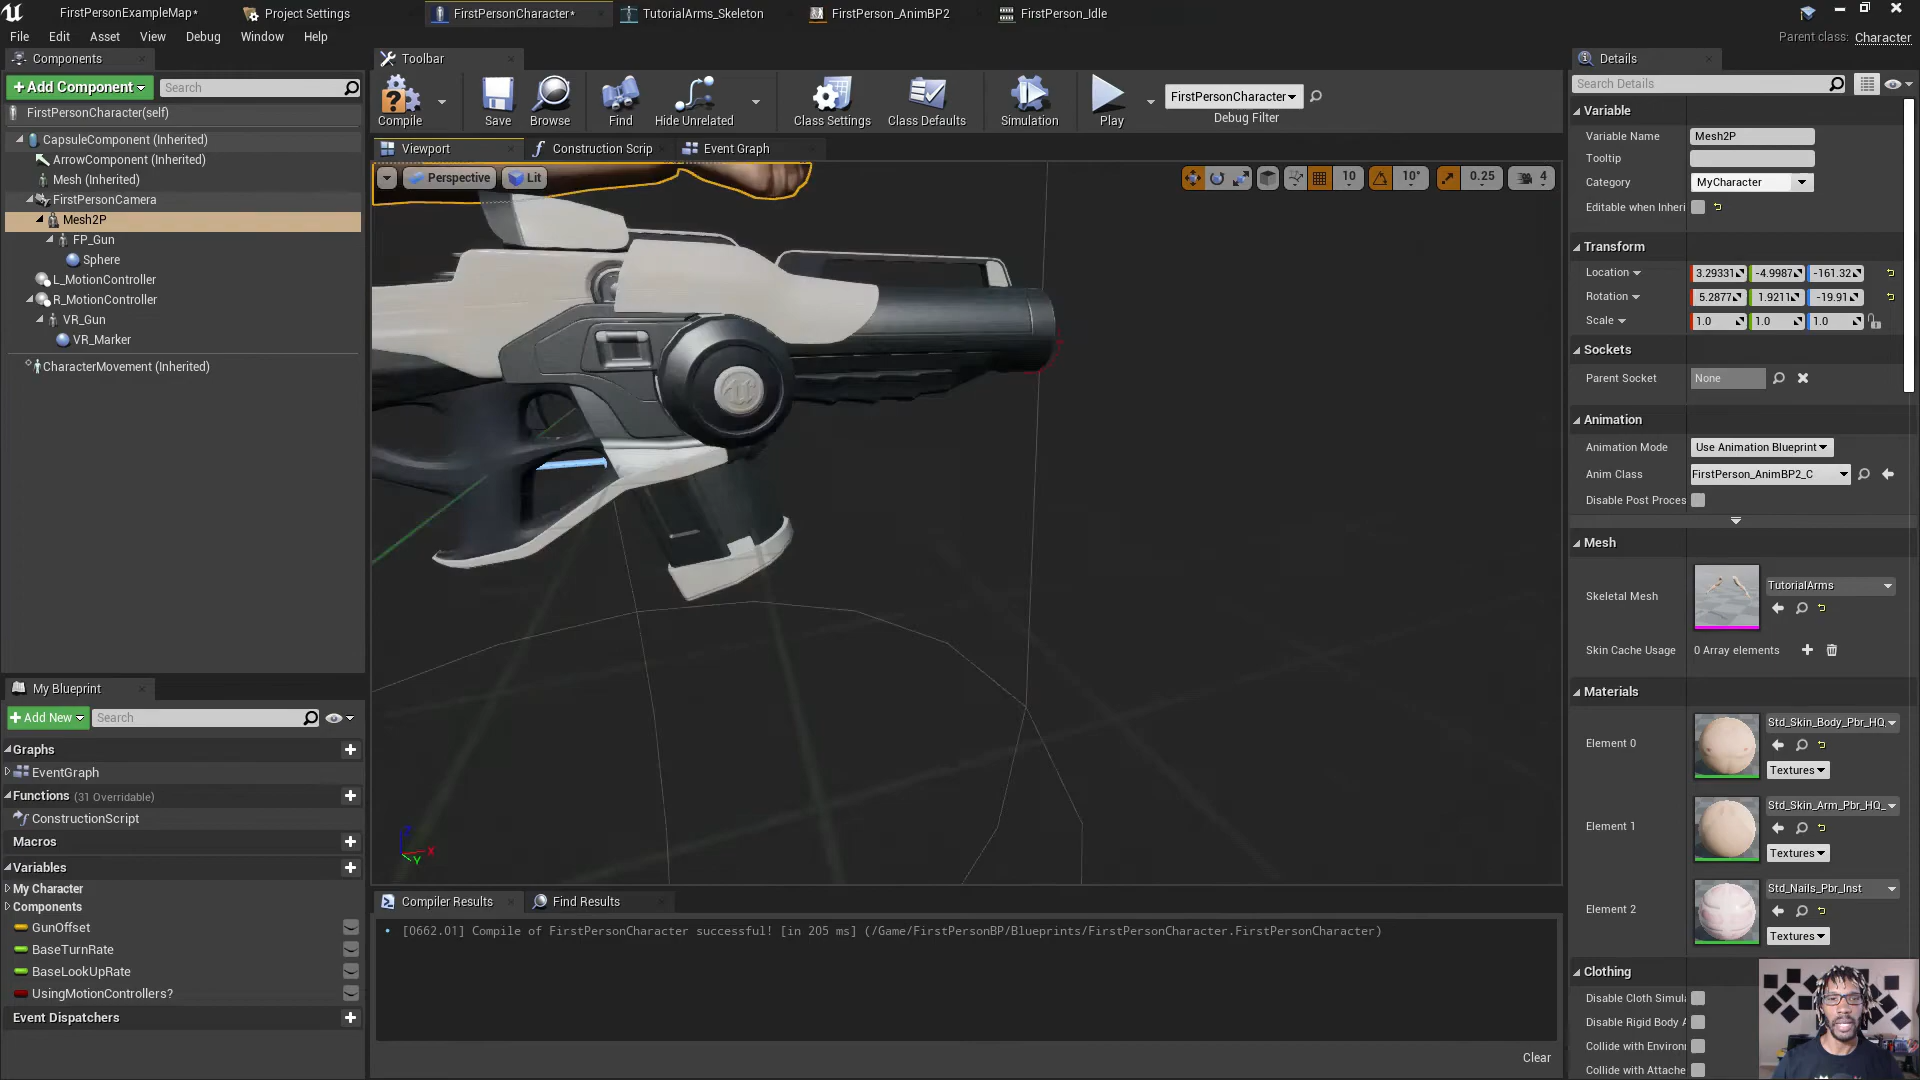 FirstPersonExampleMap*
Project Settings
FirstPersonCharacter*
TutorialArms_Skeleton
FirstPerson_AnimBP2
FirstPerson_Idle
File Edit Asset View Debug Window Help
Parent class: Character
Components
Toolbar
Details
+ Add Component
Search
Compile
Save
Browse
Find
Hide Unrelated
Class Settings
Class Defaults
Simulation
Play
FirstPersonCharacter
Debug Filter
Search Details
FirstPersonCharacter(self)
CapsuleComponent (Inherited)
ArrowComponent (Inherited)
Mesh (Inherited)
FirstPersonCamera
Mesh2P
FP_Gun
Sphere
L_MotionController
R_MotionController
VR_Gun
VR_Marker
CharacterMovement (Inherited)
Viewport
Construction Scrip
Event Graph
Perspective
Lit
10
10°
0.25
4
X
Y
Variable
Variable Name Mesh2P
Tooltip
Category MyCharacter
Editable when Inheri
Transform
Location 3.29331 -4.9987 -161.32
Rotation 5.2877 1.9211 -19.91
Scale 1.0 1.0 1.0
Sockets
Parent Socket None
Animation
Animation Mode Use Animation Blueprint
Anim Class FirstPerson_AnimBP2_C
Disable Post Proces
Mesh
Skeletal Mesh TutorialArms
Skin Cache Usage 0 Array elements
Materials
Element 0 Std_Skin_Body_Pbr_HQ
Textures
Element 1 Std_Skin_Arm_Pbr_HQ_
Textures
Element 2 Std_Nails_Pbr_Inst
Textures
Clothing
Disable Cloth Simula
Disable Rigid Body A
Collide with Environ
Collide with Attache
My Blueprint
+ Add New
Search
Graphs
EventGraph
Functions (31 Overridable)
ConstructionScript
Macros
Variables
My Character
Components
GunOffset
BaseTurnRate
BaseLookUpRate
UsingMotionControllers?
Event Dispatchers
Compiler Results
Find Results
[0662.01] Compile of FirstPersonCharacter successful! [in 205 ms] (/Game/FirstPersonBP/Blueprints/FirstPersonCharacter.FirstPersonCharacter)
Clear